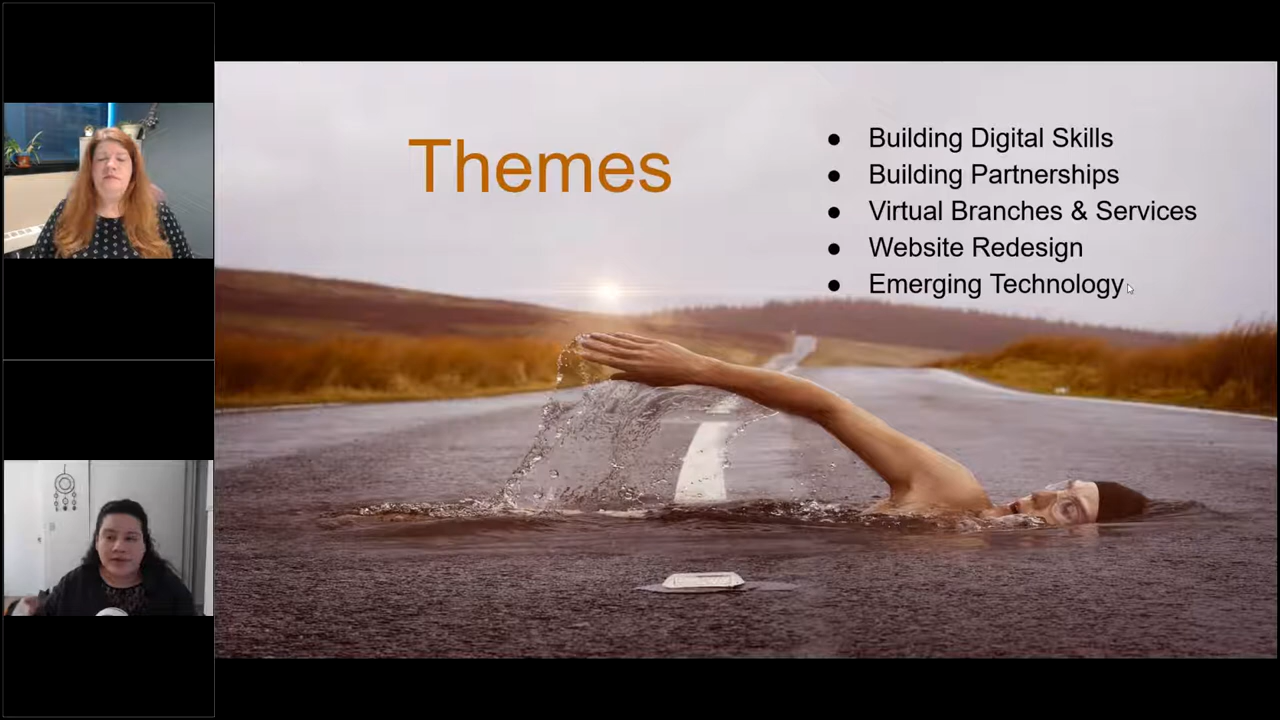 Themes
● Building Digital Skills
● Building Partnerships
● Virtual Branches & Services
● Website Redesign
● Emerging Technology